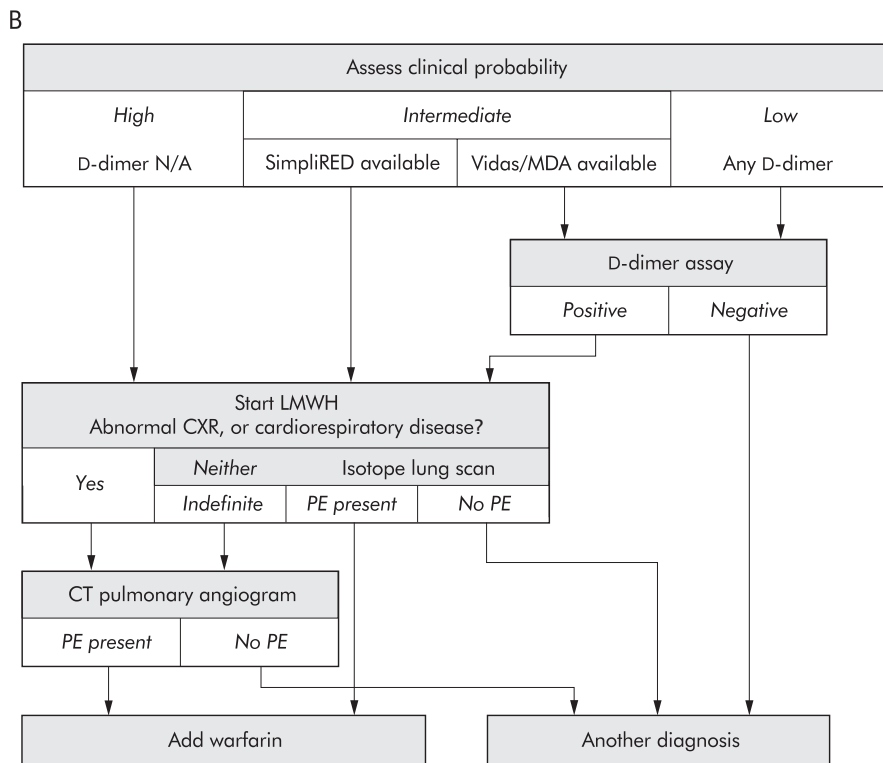 B
Assess clinical probability
High
Intermediate
Low
D-dimer N/A
SimpliRED available
Vidas/MDA available
Any D-dimer
D-dimer assay
Positive
Negative
Start LMWH
Abnormal CXR, or cardiorespiratory disease?
Yes
Neither
Isotope lung scan
Indefinite
PE present
No PE
CT pulmonary angiogram
PE present
No PE
Add warfarin
Another diagnosis